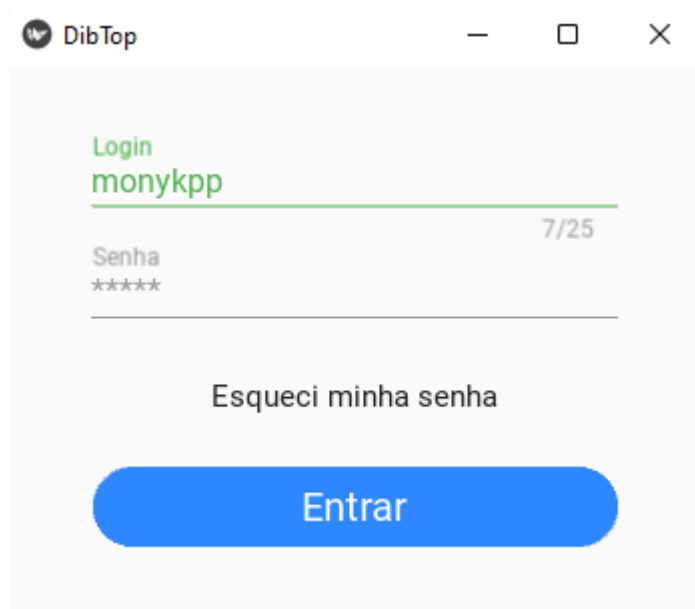 DibTop
Login
monykpp
7/25
Senha
*****
Esqueci minha senha
Entrar